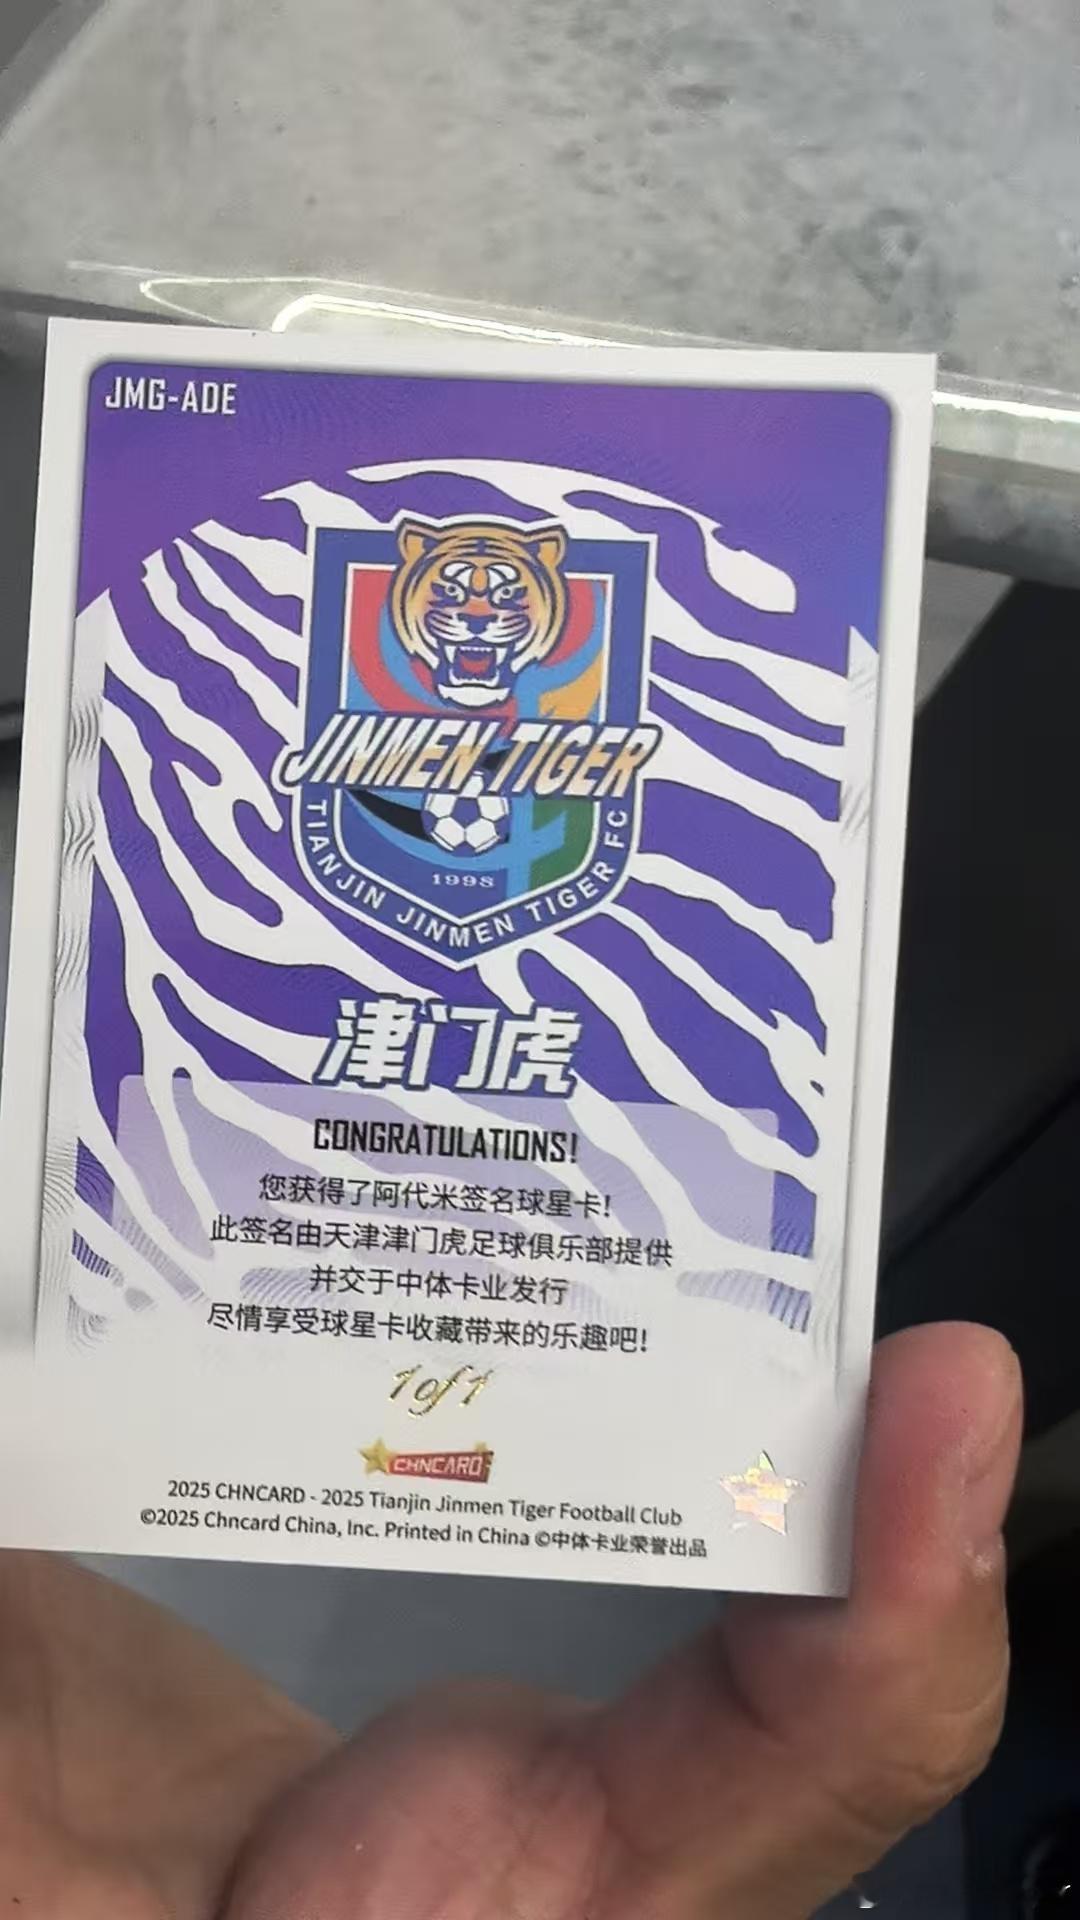 JMG-ADE
JINMEN TIGER
1998
TIANJIN JINMEN TIGER FC
津门虎
CONGRATULATIONS!
您获得了阿代米签名球星卡!
此签名由天津津门虎足球俱乐部提供
并交于中体卡业发行
尽情享受球星卡收藏带来的乐趣吧!
1 of 1
CHNCARD
2025 CHNCARD - 2025 Tianjin Jinmen Tiger Football Club
©2025 Chncard China, Inc. Printed in China ©中体卡业荣誉出品